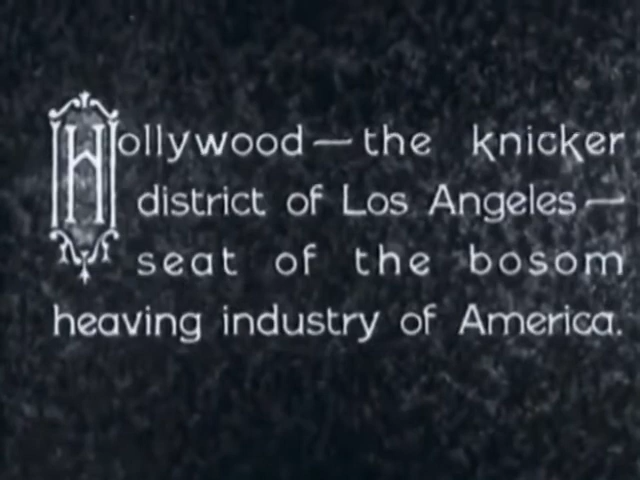 Hollywood—the knicker
district of Los Angeles—
seat of the bosom
heaving industry of America.